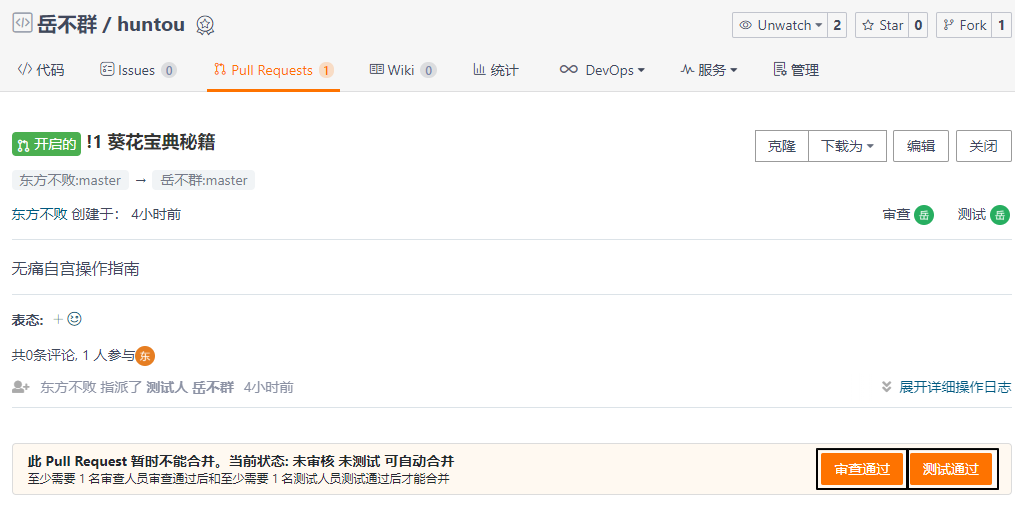 岳不群 / huntou
Unwatch 2 Star 0 Fork 1
代码 Issues 0 Pull Requests 1 Wiki 0 统计 DevOps 服务 管理
开启的 !1 葵花宝典秘籍
克隆 下载为 编辑 关闭
东方不败:master → 岳不群:master
东方不败 创建于： 4小时前
审查 岳 测试 岳
无痛自宫操作指南
表态: +
共0条评论, 1 人参与 东
东方不败 指派了 测试人 岳不群 4小时前
展开详细操作日志
此 Pull Request 暂时不能合并。当前状态: 未审核 未测试 可自动合并
至少需要 1 名审查人员审查通过后和至少需要 1 名测试人员测试通过后才能合并
审查通过 测试通过